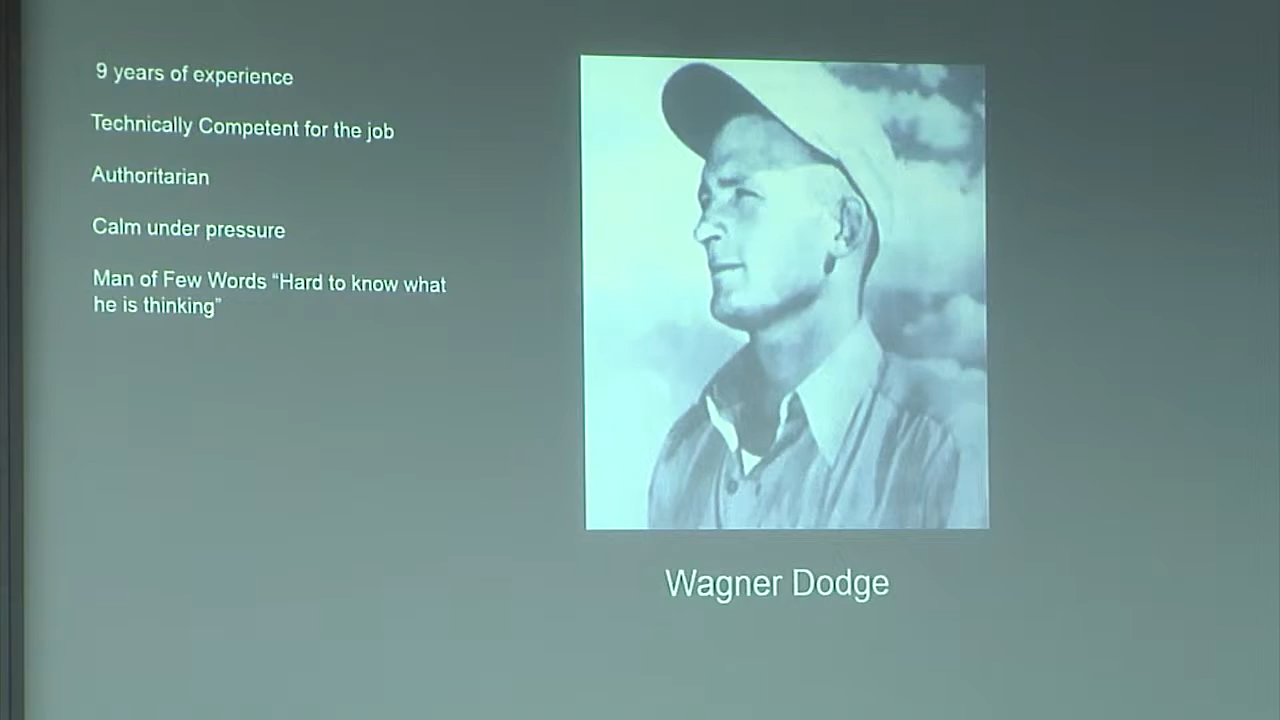 9 years of experience
Technically Competent for the job
Authoritarian
Calm under pressure
Man of Few Words “Hard to know what
he is thinking”
Wagner Dodge